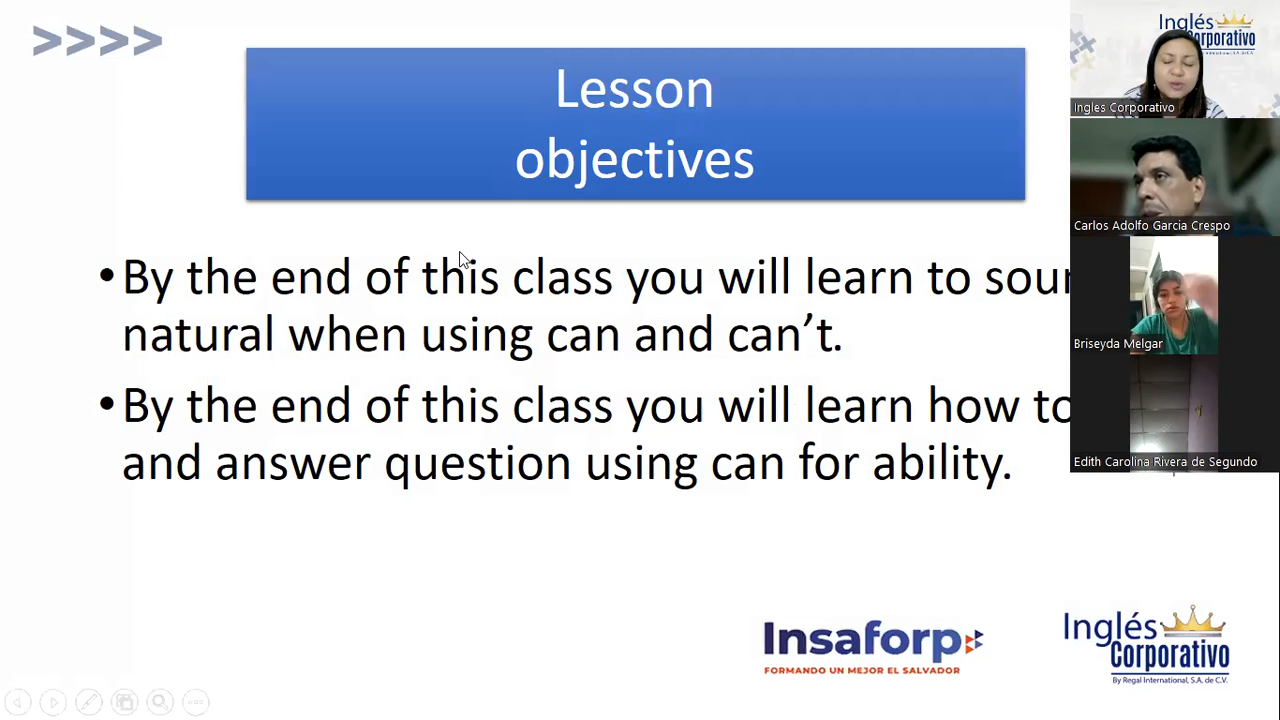 >>>>
Lesson
objectives
•By the end of this class you will learn to
natural when using can and can’t.
•By the end of this class you will learn how to
and answer question using can for ability.
Insaforp
FORMANDO UN MEJOR EL SALVADOR
Inglés
Corporativo
By Regal International, S.A. de C.V.
Inglés
Corporativo
Ingles Corporativo
Carlos Adolfo Garcia Crespo
Briseyda Melgar
Edith Carolina Rivera de Segundo